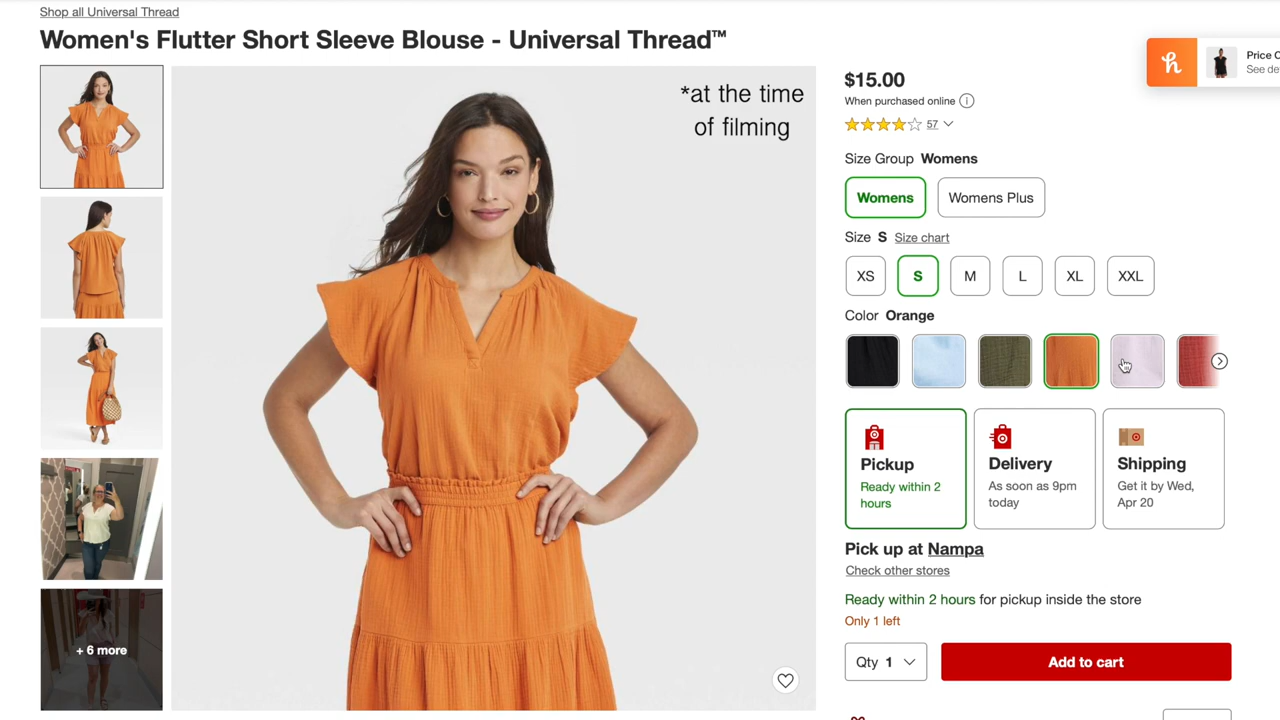 Shop all Universal Thread
Women's Flutter Short Sleeve Blouse - Universal Thread™
*at the time
of filming
+ 6 more
h
Price C
See de
$15.00
When purchased online i
57
Size Group Womens
Womens
Womens Plus
Size S Size chart
XS
S
M
L
XL
XXL
Color Orange
Pickup
Ready within 2
hours
Delivery
As soon as 9pm
today
Shipping
Get it by Wed,
Apr 20
Pick up at Nampa
Check other stores
Ready within 2 hours for pickup inside the store
Only 1 left
Qty 1
Add to cart